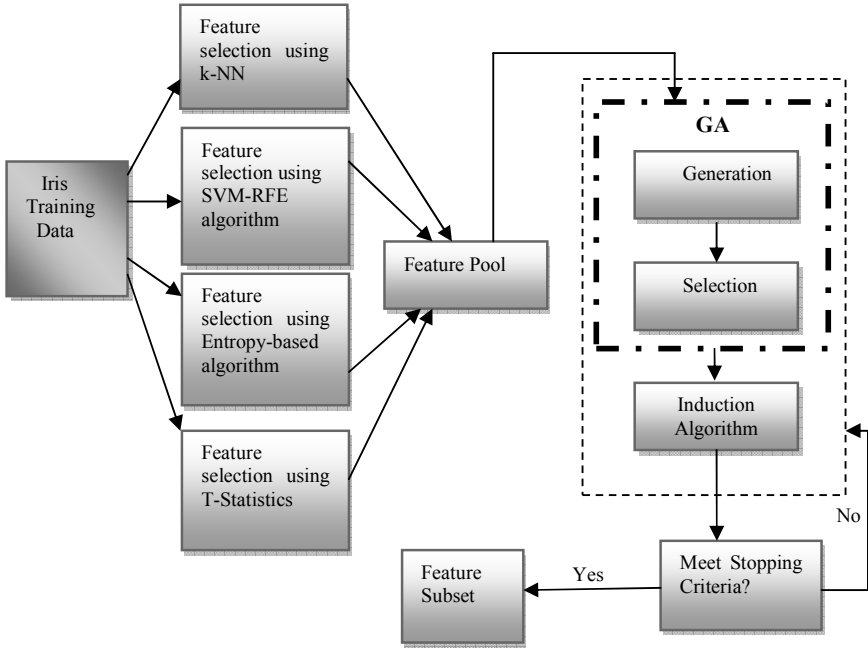 Feature
selection using
k-NN
Feature
selection using
SVM-RFE
algorithm
Iris
Training
Data
Feature
selection using
Entropy-based
algorithm
Feature
selection using
T-Statistics
Feature Pool
GA
Generation
Selection
Induction
Algorithm
No
Meet Stopping
Criteria?
Yes
Feature
Subset